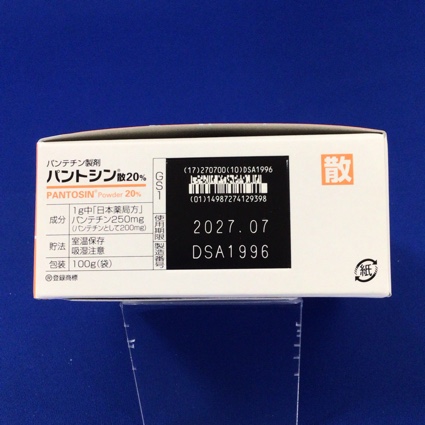 パンテチン製剤
パントシン散20%
PANTOSIN® Powder 20%
成分 1g中「日本薬局方」
パンテチン250mg
(パンテチンとして200mg)
貯法 室温保存
吸湿注意
包装 100g(袋)
®登録商標
GS1
(17)270700(10)DSA1996
(01)14987274129398
使用期限 2027.07
製造番号 DSA1996
散
紙